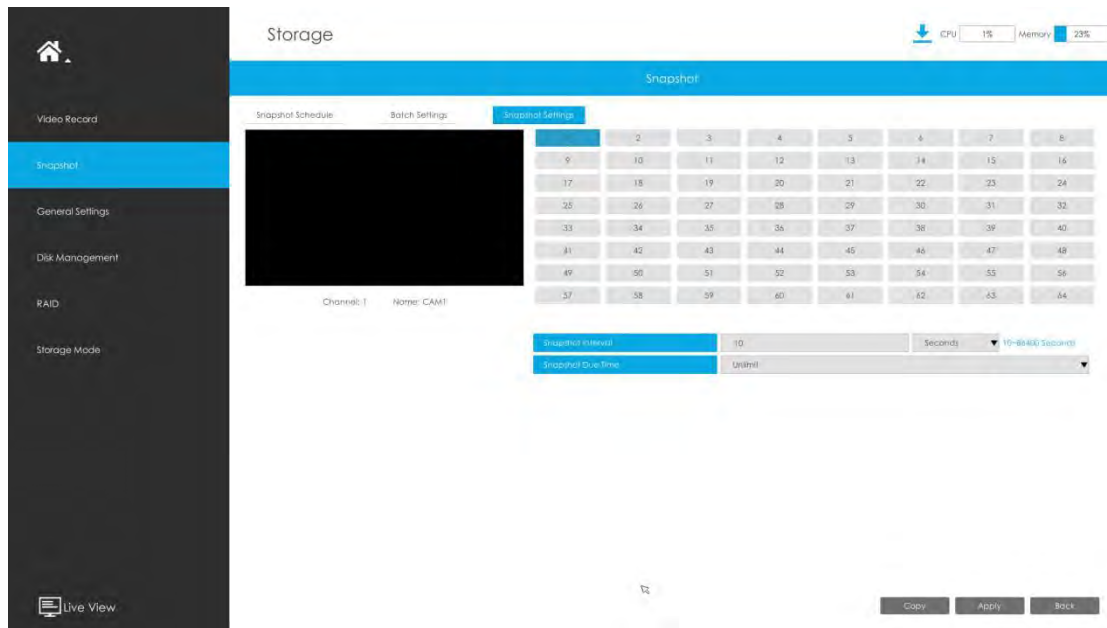 Storage
CPU 1% Memory 23%
Snapshot
Video Record
Snapshot
General Settings
Disk Management
RAID
Storage Mode
Live View
Snapshot Schedule Batch Settings Snapshot Settings
2 3 4 5 6 7 8
9 10 11 12 13 14 15 16
17 18 19 20 21 22 23 24
25 26 27 28 29 30 31 32
33 34 35 36 37 38 39 40
41 42 43 44 45 46 47 48
49 50 51 52 53 54 55 56
57 58 59 60 61 62 63 64
Channel: 1 Name: CAM1
Snapshot Interval 10 Seconds 10~86400 Seconds
Snapshot Due Time Unlimit
Copy Apply Back